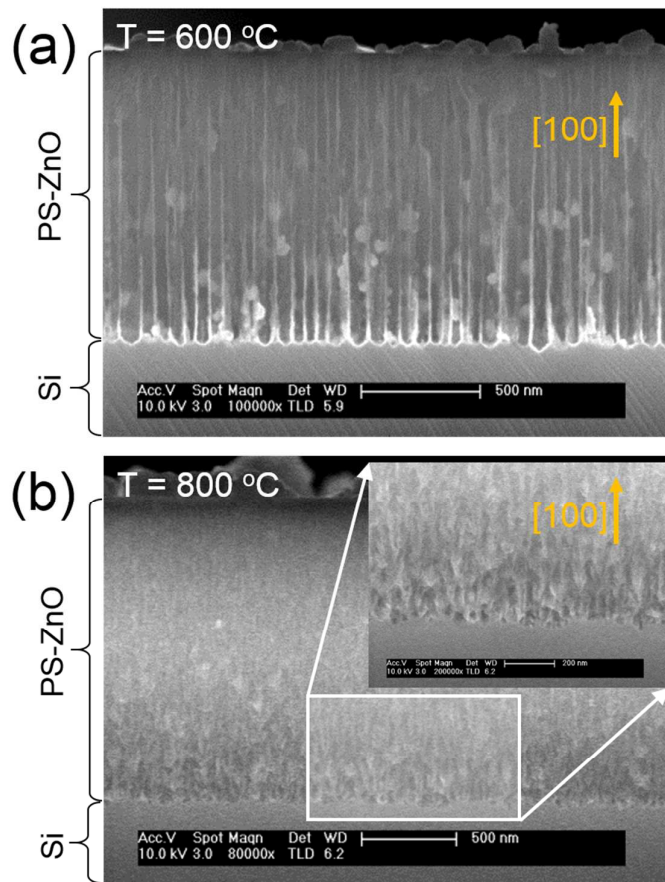 (a)
T = 600 °C
PS-ZnO
[100]
Si
Acc.V Spot Magn Det WD
10.0 kV 3.0 100000x TLD 5.9
500 nm
(b)
T = 800 °C
[100]
PS-ZnO
Acc.V Spot Magn Det WD
10.0 kV 3.0 200000x TLD 6.2
200 nm
Si
Acc.V Spot Magn Det WD
10.0 kV 3.0 80000x TLD 6.2
500 nm